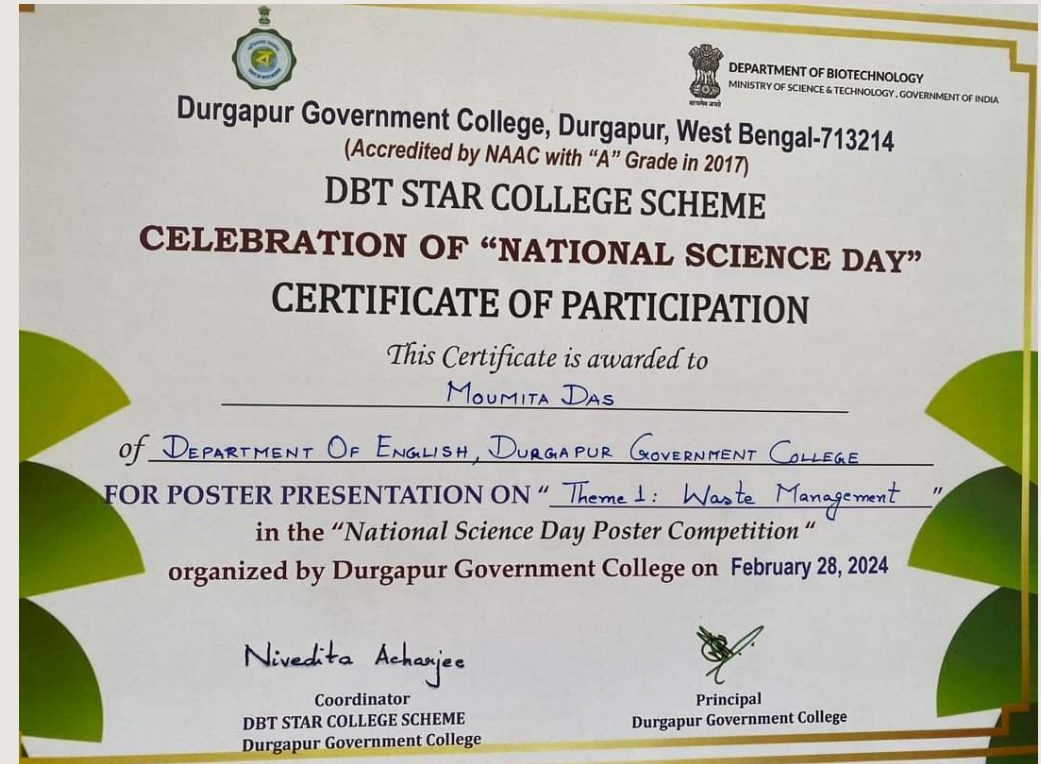 DEPARTMENT OF BIOTECHNOLOGY
MINISTRY OF SCIENCE & TECHNOLOGY, GOVERNMENT OF INDIA
सत्यमेव जयते
Durgapur Government College, Durgapur, West Bengal-713214
(Accredited by NAAC with “A” Grade in 2017)
DBT STAR COLLEGE SCHEME
CELEBRATION OF “NATIONAL SCIENCE DAY”
CERTIFICATE OF PARTICIPATION
This Certificate is awarded to
MOUMITA DAS
of DEPARTMENT OF ENGLISH, DURGAPUR GOVERNMENT COLLEGE
FOR POSTER PRESENTATION ON “ Theme 1: Waste Management ”
in the “National Science Day Poster Competition “
organized by Durgapur Government College on February 28, 2024
Nivedita Acharjee
Coordinator
DBT STAR COLLEGE SCHEME
Durgapur Government College
Principal
Durgapur Government College